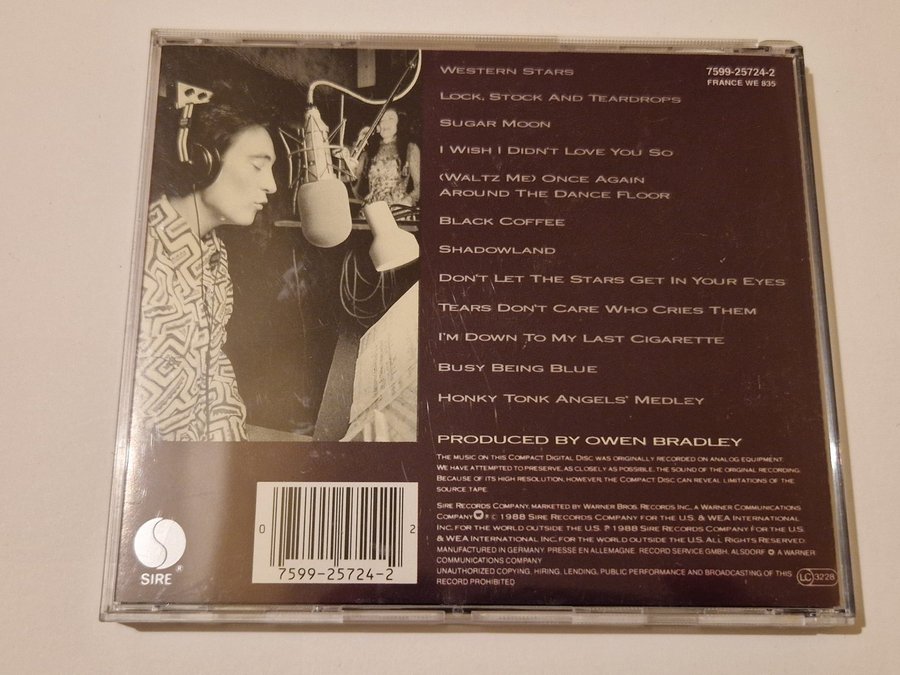 WESTERN STARS
LOCK, STOCK AND TEARDROPS
SUGAR MOON
I WISH I DIDN'T LOVE YOU SO
(WALTZ ME) ONCE AGAIN
AROUND THE DANCE FLOOR
BLACK COFFEE
SHADOWLAND
DON'T LET THE STARS GET IN YOUR EYES
TEARS DON'T CARE WHO CRIES THEM
I'M DOWN TO MY LAST CIGARETTE
BUSY BEING BLUE
HONKY TONK ANGELS' MEDLEY
7599-25724-2
FRANCE WE 835
PRODUCED BY OWEN BRADLEY
THE MUSIC ON THIS COMPACT DIGITAL DISC WAS ORIGINALLY RECORDED ON ANALOG EQUIPMENT.
WE HAVE ATTEMPTED TO PRESERVE, AS CLOSELY AS POSSIBLE, THE SOUND OF THE ORIGINAL RECORDING.
BECAUSE OF ITS HIGH RESOLUTION, HOWEVER, THE COMPACT DISC CAN REVEAL LIMITATIONS OF THE
SOURCE TAPE.
SIRE RECORDS COMPANY, MARKETED BY WARNER BROS. RECORDS INC., A WARNER COMMUNICATIONS
COMPANY ® © 1988 SIRE RECORDS COMPANY FOR THE U.S. & WEA INTERNATIONAL
INC. FOR THE WORLD OUTSIDE THE U.S. ℗ 1988 SIRE RECORDS COMPANY FOR THE U.S.
& WEA INTERNATIONAL INC. FOR THE WORLD OUTSIDE THE U.S. ALL RIGHTS RESERVED.
MANUFACTURED IN GERMANY. PRESSE EN ALLEMAGNE. RECORD SERVICE GMBH, ALSDORF A WARNER
COMMUNICATIONS COMPANY
UNAUTHORIZED COPYING, HIRING, LENDING, PUBLIC PERFORMANCE AND BROADCASTING OF THIS
RECORD PROHIBITED
LC 3228
SIRE ®
0 2
7599-25724-2